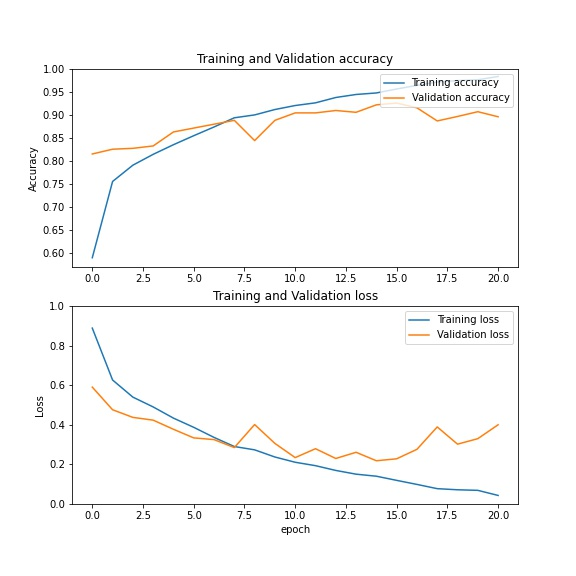 Training and Validation accuracy
1.00
0.95
0.90
0.85
0.80
0.75
0.70
0.65
0.60
Accuracy
Training accuracy
Validation accuracy
0.0 2.5 5.0 7.5 10.0 12.5 15.0 17.5 20.0
Training and Validation loss
1.0
0.8
0.6
0.4
0.2
0.0
Loss
Training loss
Validation loss
0.0 2.5 5.0 7.5 10.0 12.5 15.0 17.5 20.0
epoch